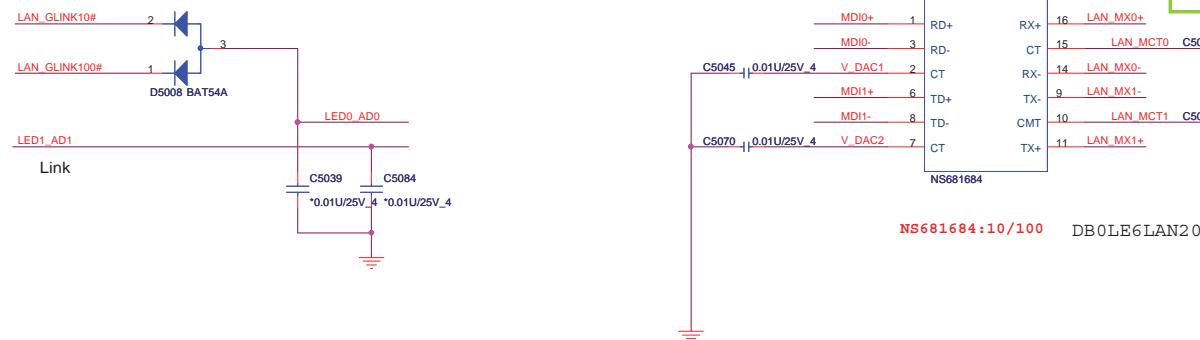 LAN_GLINK10# 2
3
LAN_GLINK100# 1
D5008 BAT54A
LED0_AD0
LED1_AD1
Link
C5039 C5084
*0.01U/25V_4 *0.01U/25V_4
MDI0+ 1 RD+ RX+ 16 LAN_MX0+
MDI0- 3 RD- CT 15 LAN_MCT0 C50
C5045 0.01U/25V_4 V_DAC1 2 CT RX- 14 LAN_MX0-
MDI1+ 6 TD+ TX- 9 LAN_MX1-
MDI1- 8 TD- CMT 10 LAN_MCT1 C50
C5070 0.01U/25V_4 V_DAC2 7 CT TX+ 11 LAN_MX1+
NS681684
NS681684:10/100 DB0LE6LAN20